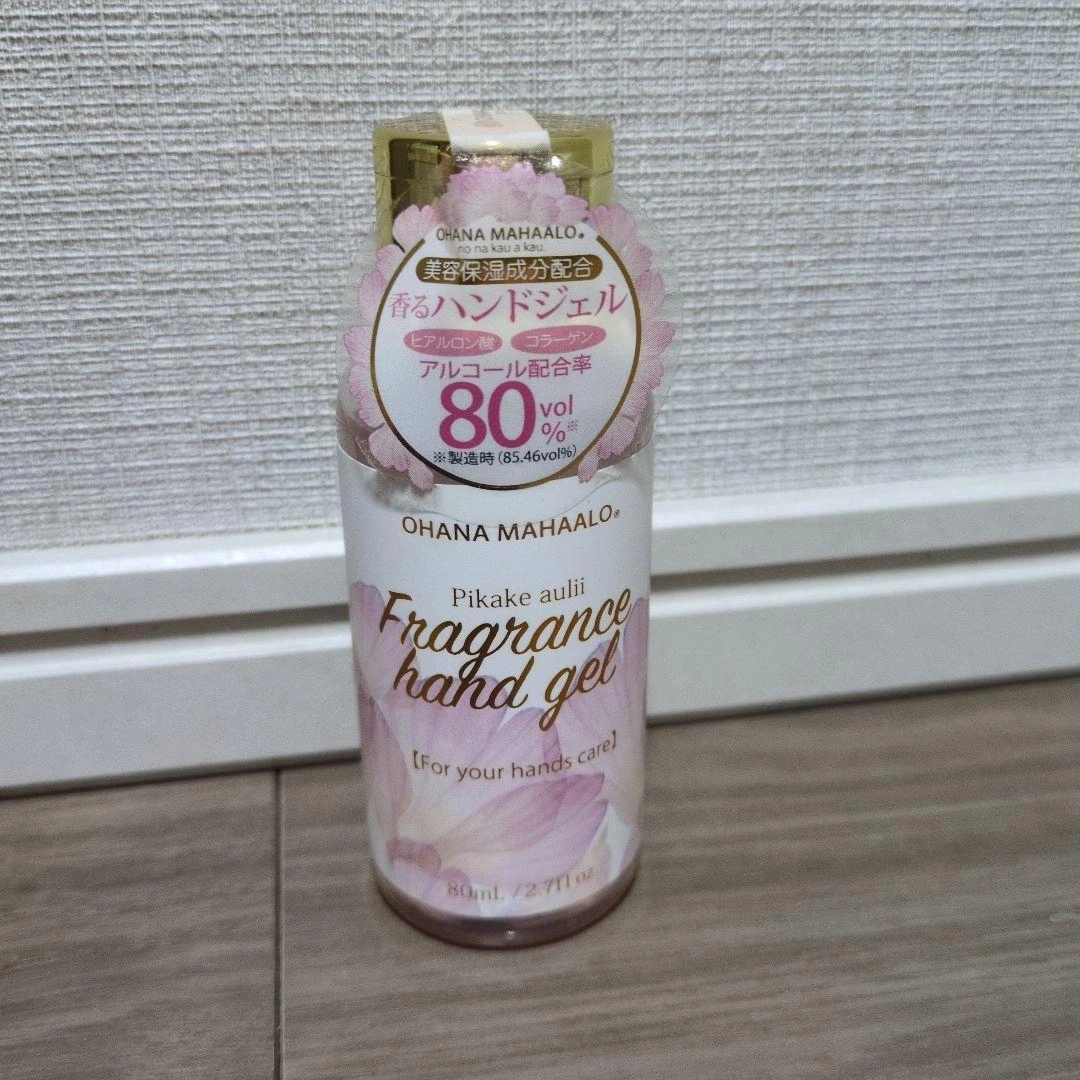 OHANA MAHAALO®
no na kau a kau.
美容保湿成分配合
香るハンドジェル
ヒアルロン酸 コラーゲン
アルコール配合率
80vol%※
※製造時(85.46vol%)
OHANA MAHAALO®
Pikake aulii
Fragrance
hand gel
【For your hands care】
80mL / 2.7fl oz